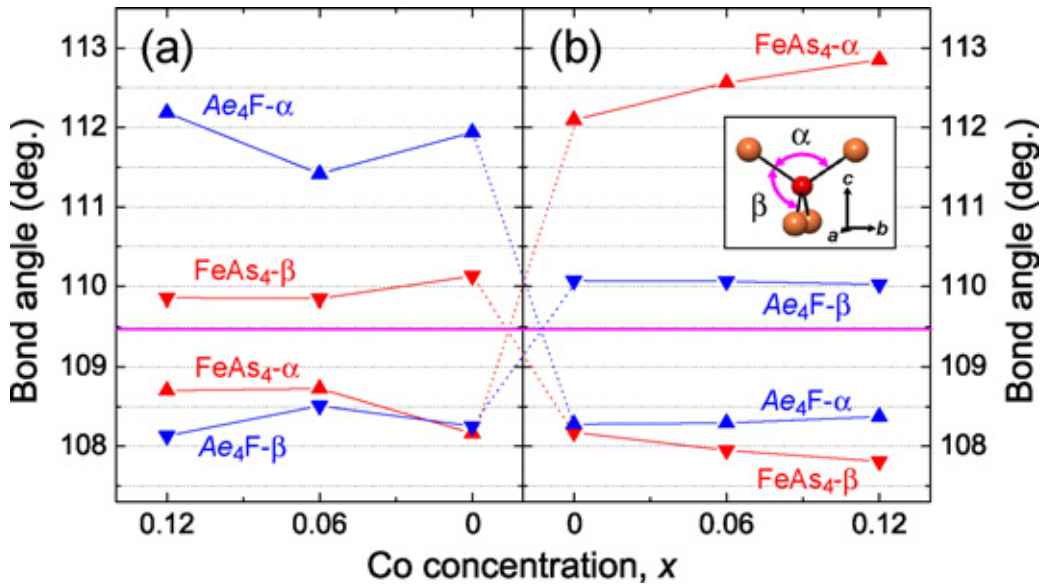 (a)
(b)
113
112
111
110
109
108
Bond angle (deg.)
Ae₄F-α
FeAs₄-β
FeAs₄-α
Ae₄F-β
0.12
0.06
0
FeAs₄-α
α
β
c
a
b
Ae₄F-β
Ae₄F-α
FeAs₄-β
0
0.06
0.12
113
112
111
110
109
108
Bond angle (deg.)
Co concentration, x